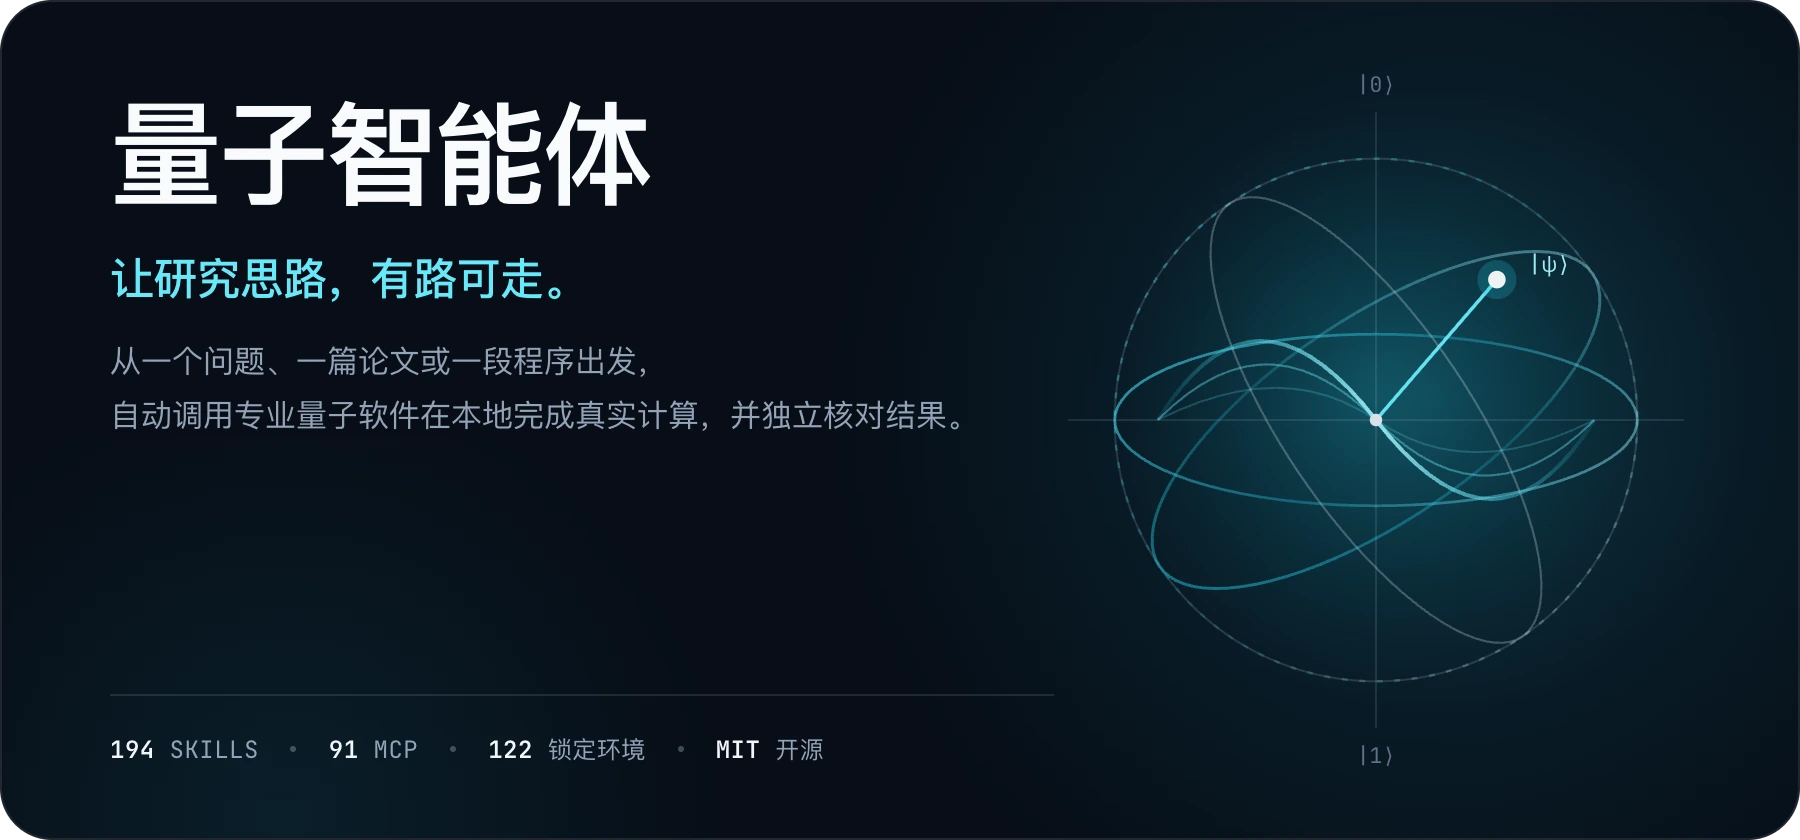 量子智能体
让研究思路，有路可走。
从一个问题、一篇论文或一段程序出发，
自动调用专业量子软件在本地完成真实计算，并独立核对结果。
194 SKILLS • 91 MCP • 122 锁定环境 • MIT 开源
|0⟩
|ψ⟩
|1⟩